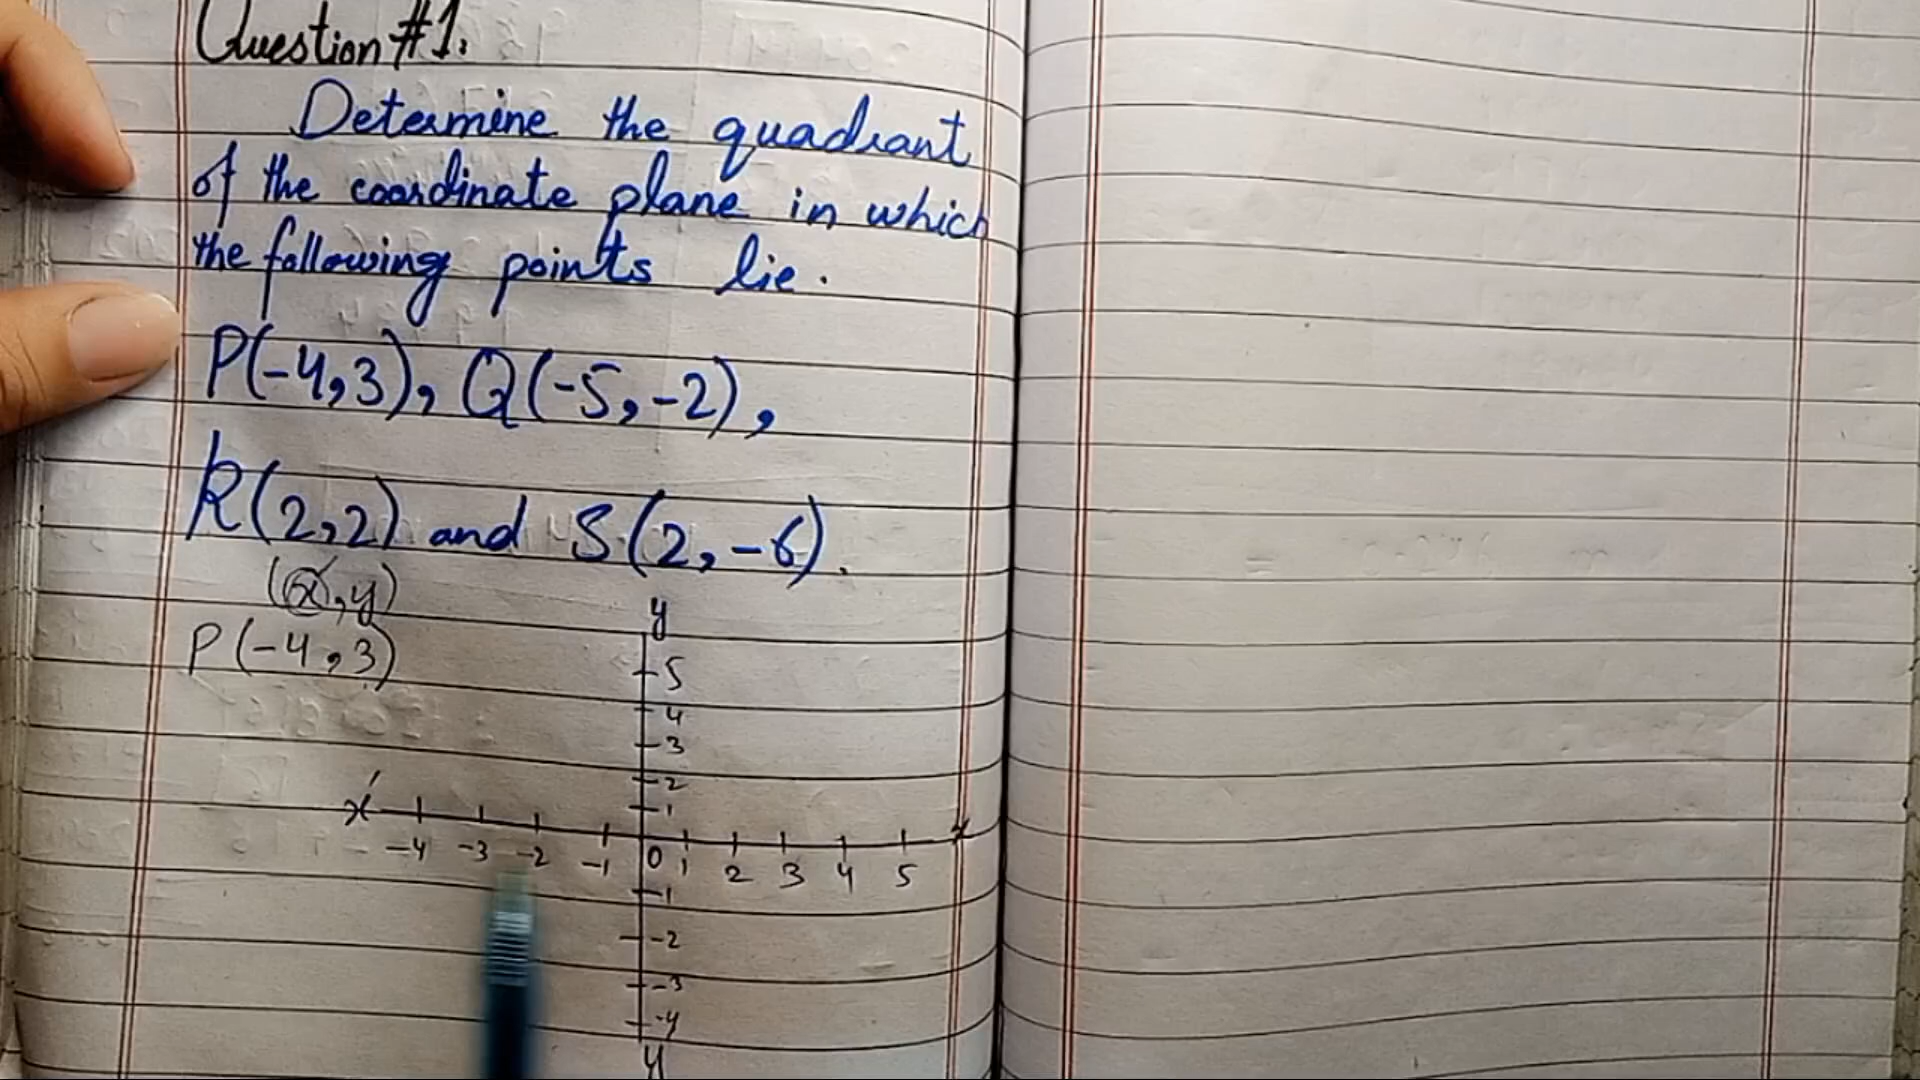 Question #1:
Determine the quadrant
of the coordinate plane in which
the following points lie.
P(-4,3), Q(-5,-2),
R(2,2) and S(2,-6).
(x,y)
P(-4,3)
y
5
4
3
2
1
x'
x
-4 -3 -2 -1 0 1 2 3 4 5
-1
-2
-3
-4
y